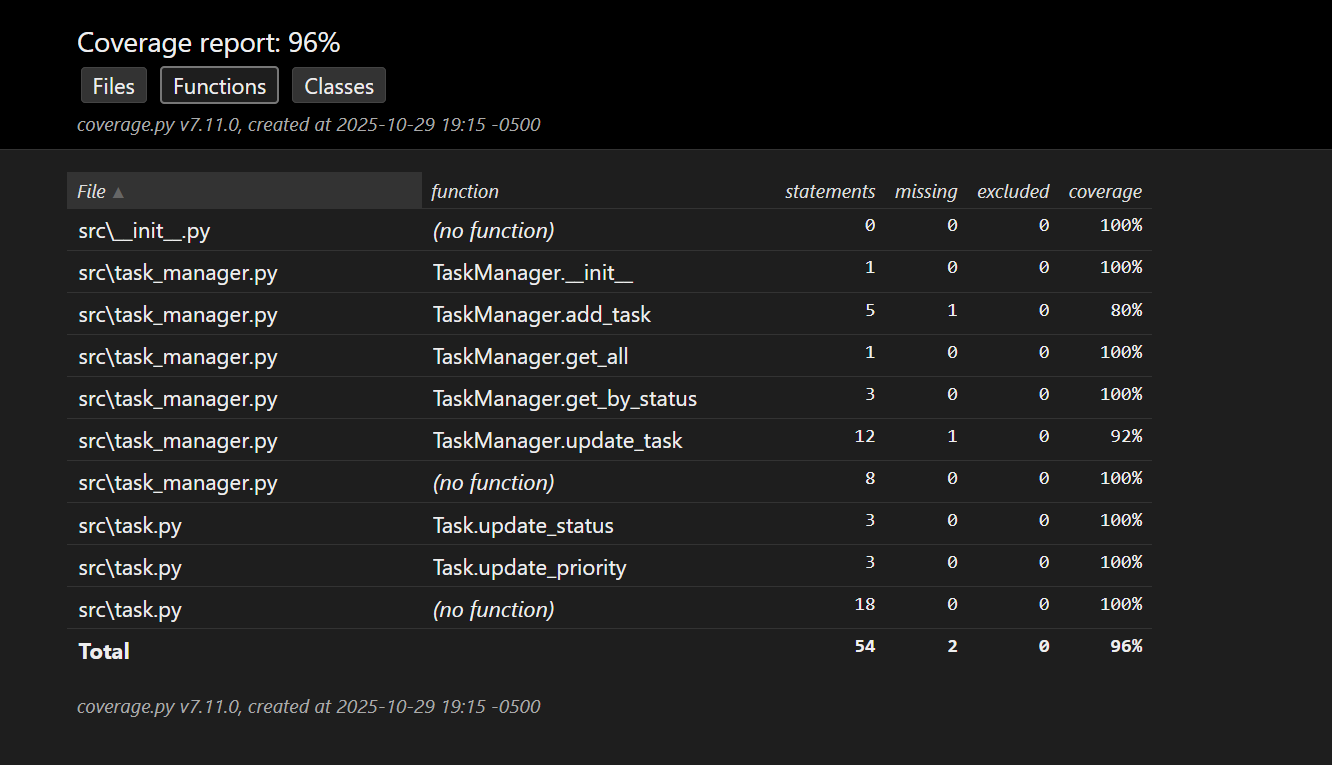 Coverage report: 96%
Files Functions Classes
coverage.py v7.11.0, created at 2025-10-29 19:15 -0500
File ▲ function statements missing excluded coverage
src\__init__.py (no function) 0 0 0 100%
src\task_manager.py TaskManager.__init__ 1 0 0 100%
src\task_manager.py TaskManager.add_task 5 1 0 80%
src\task_manager.py TaskManager.get_all 1 0 0 100%
src\task_manager.py TaskManager.get_by_status 3 0 0 100%
src\task_manager.py TaskManager.update_task 12 1 0 92%
src\task_manager.py (no function) 8 0 0 100%
src\task.py Task.update_status 3 0 0 100%
src\task.py Task.update_priority 3 0 0 100%
src\task.py (no function) 18 0 0 100%
Total 54 2 0 96%
coverage.py v7.11.0, created at 2025-10-29 19:15 -0500